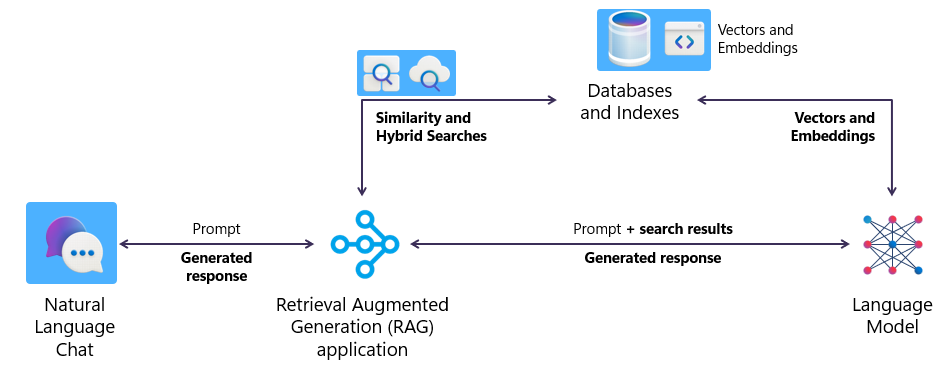 Vectors and
Embeddings
Databases
and Indexes
Similarity and
Hybrid Searches
Vectors and
Embeddings
Prompt
Generated
response
Prompt + search results
Generated response
Natural
Language
Chat
Retrieval Augmented
Generation (RAG)
application
Language
Model